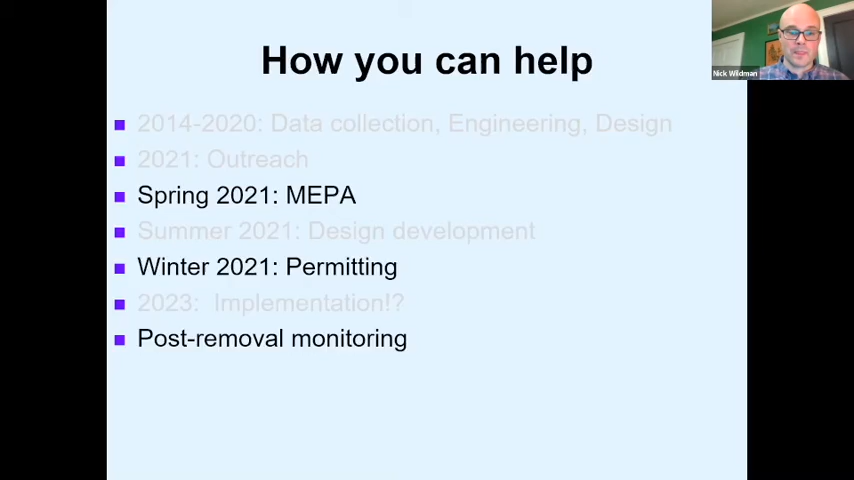 How you can help
2014-2020: Data collection, Engineering, Design
2021: Outreach
Spring 2021: MEPA
Summer 2021: Design development
Winter 2021: Permitting
2023: Implementation!?
Post-removal monitoring
Nick Wildman